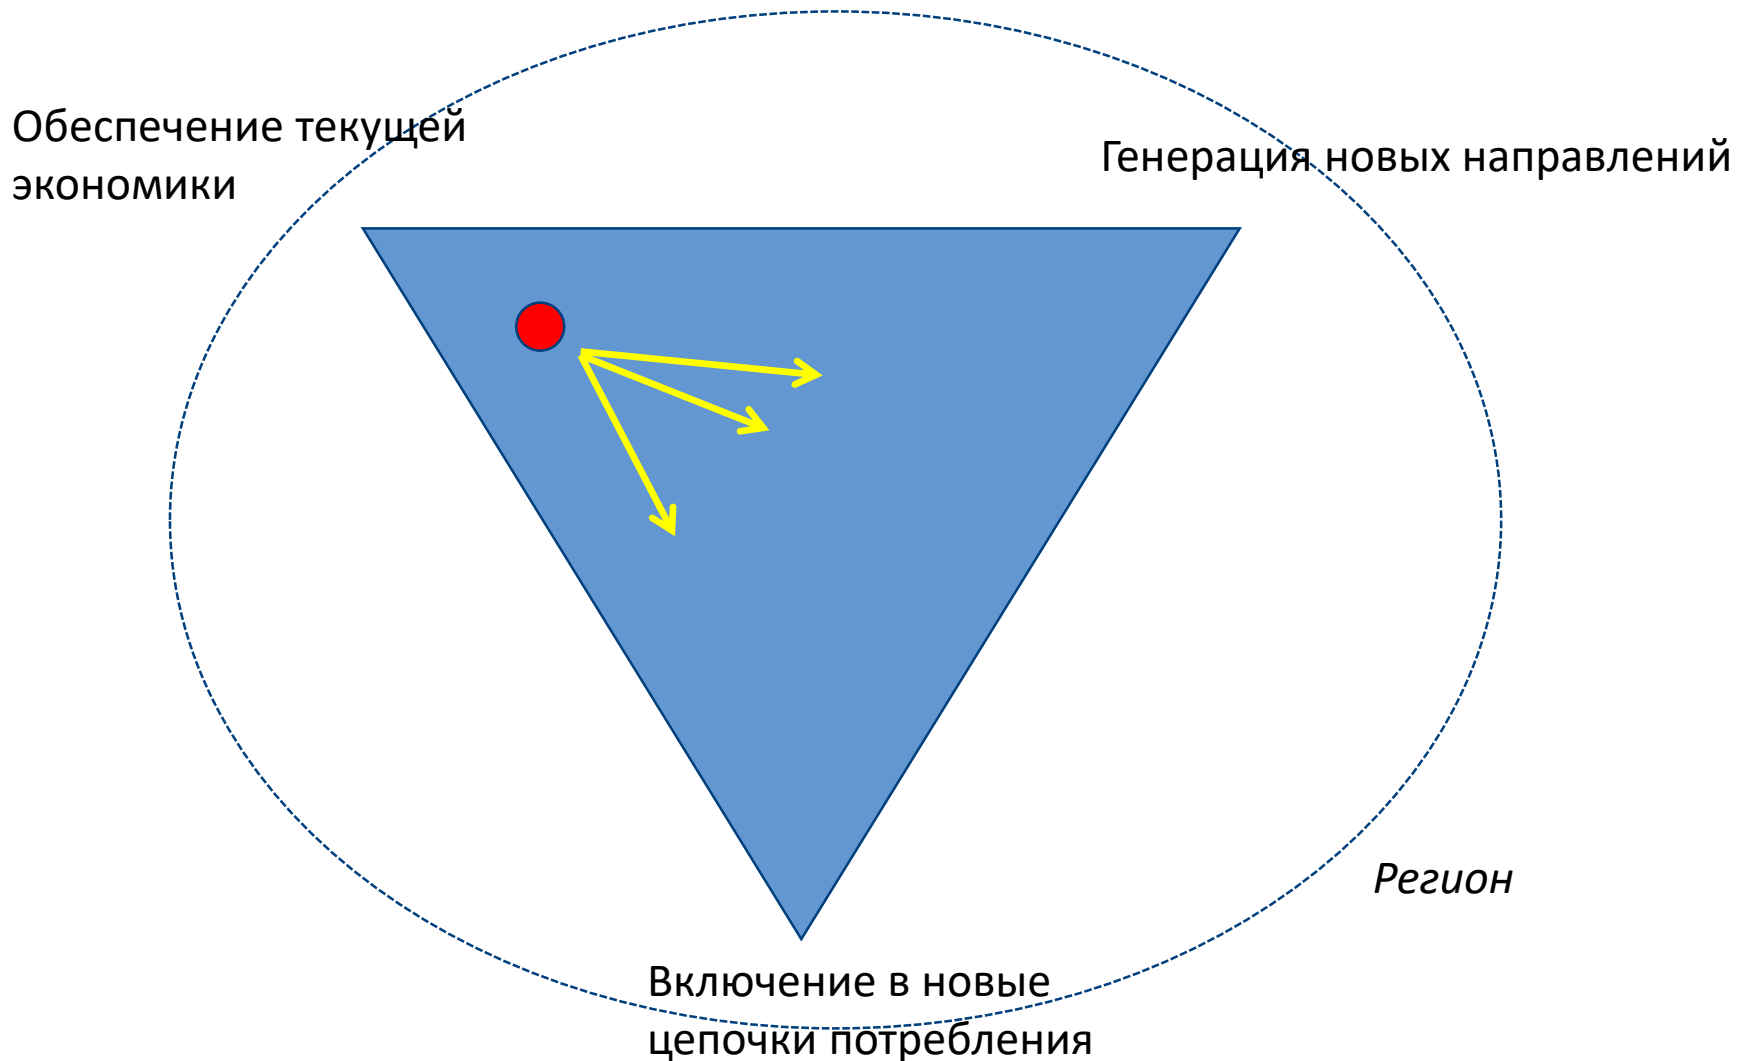 Обеспечение текущей
экономики
Генерация новых направлений
Регион
Включение в новые
цепочки потребления